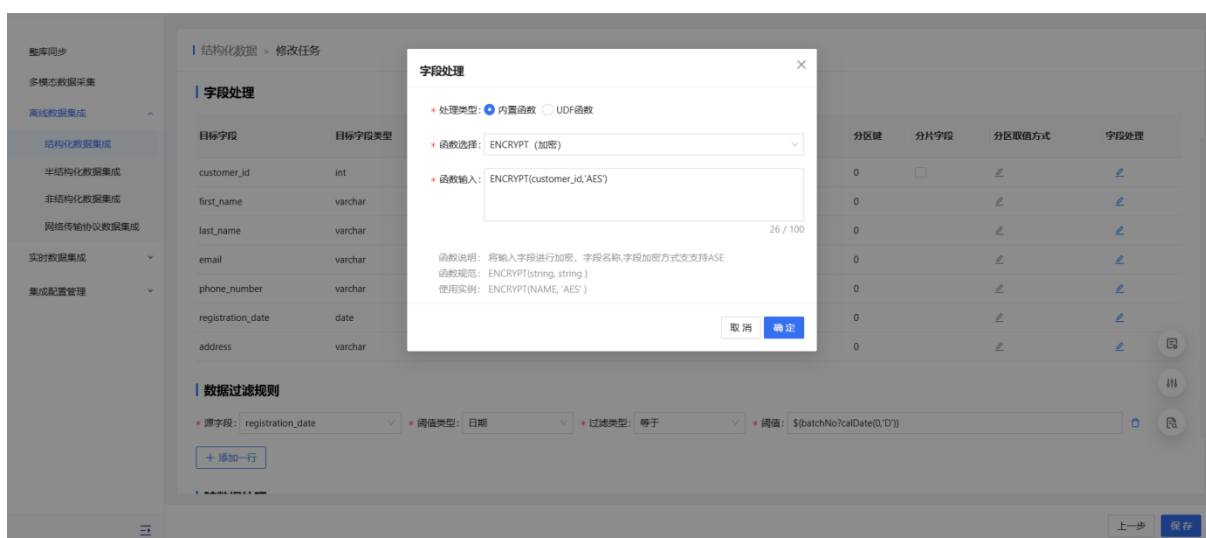 整库同步
多模态数据采集
离线数据集成
结构化数据集成
半结构化数据集成
非结构化数据集成
网络传输协议数据集成
实时数据集成
集成配置管理
结构化数据 > 修改任务
字段处理
目标字段 目标字段类型 分区键 分片字段 分区取值方式 字段处理
customer_id int 0
first_name varchar 0
last_name varchar 0
email varchar 0
phone_number varchar 0
registration_date date 0
address varchar 0
字段处理
* 处理类型: 内置函数 UDF函数
* 函数选择: ENCRYPT（加密）
* 函数输入: ENCRYPT(customer_id,'AES')
26 / 100
函数说明: 将输入字段进行加密，字段名称,字段加密方式支支持ASE
函数规范: ENCRYPT(string, string )
使用实例: ENCRYPT(NAME, 'AES' )
取 消 确 定
数据过滤规则
* 源字段: registration_date * 阈值类型: 日期 * 过滤类型: 等于 * 阈值: ${batchNo?calDate(0,'D')}
+ 添加一行
上一步 保 存